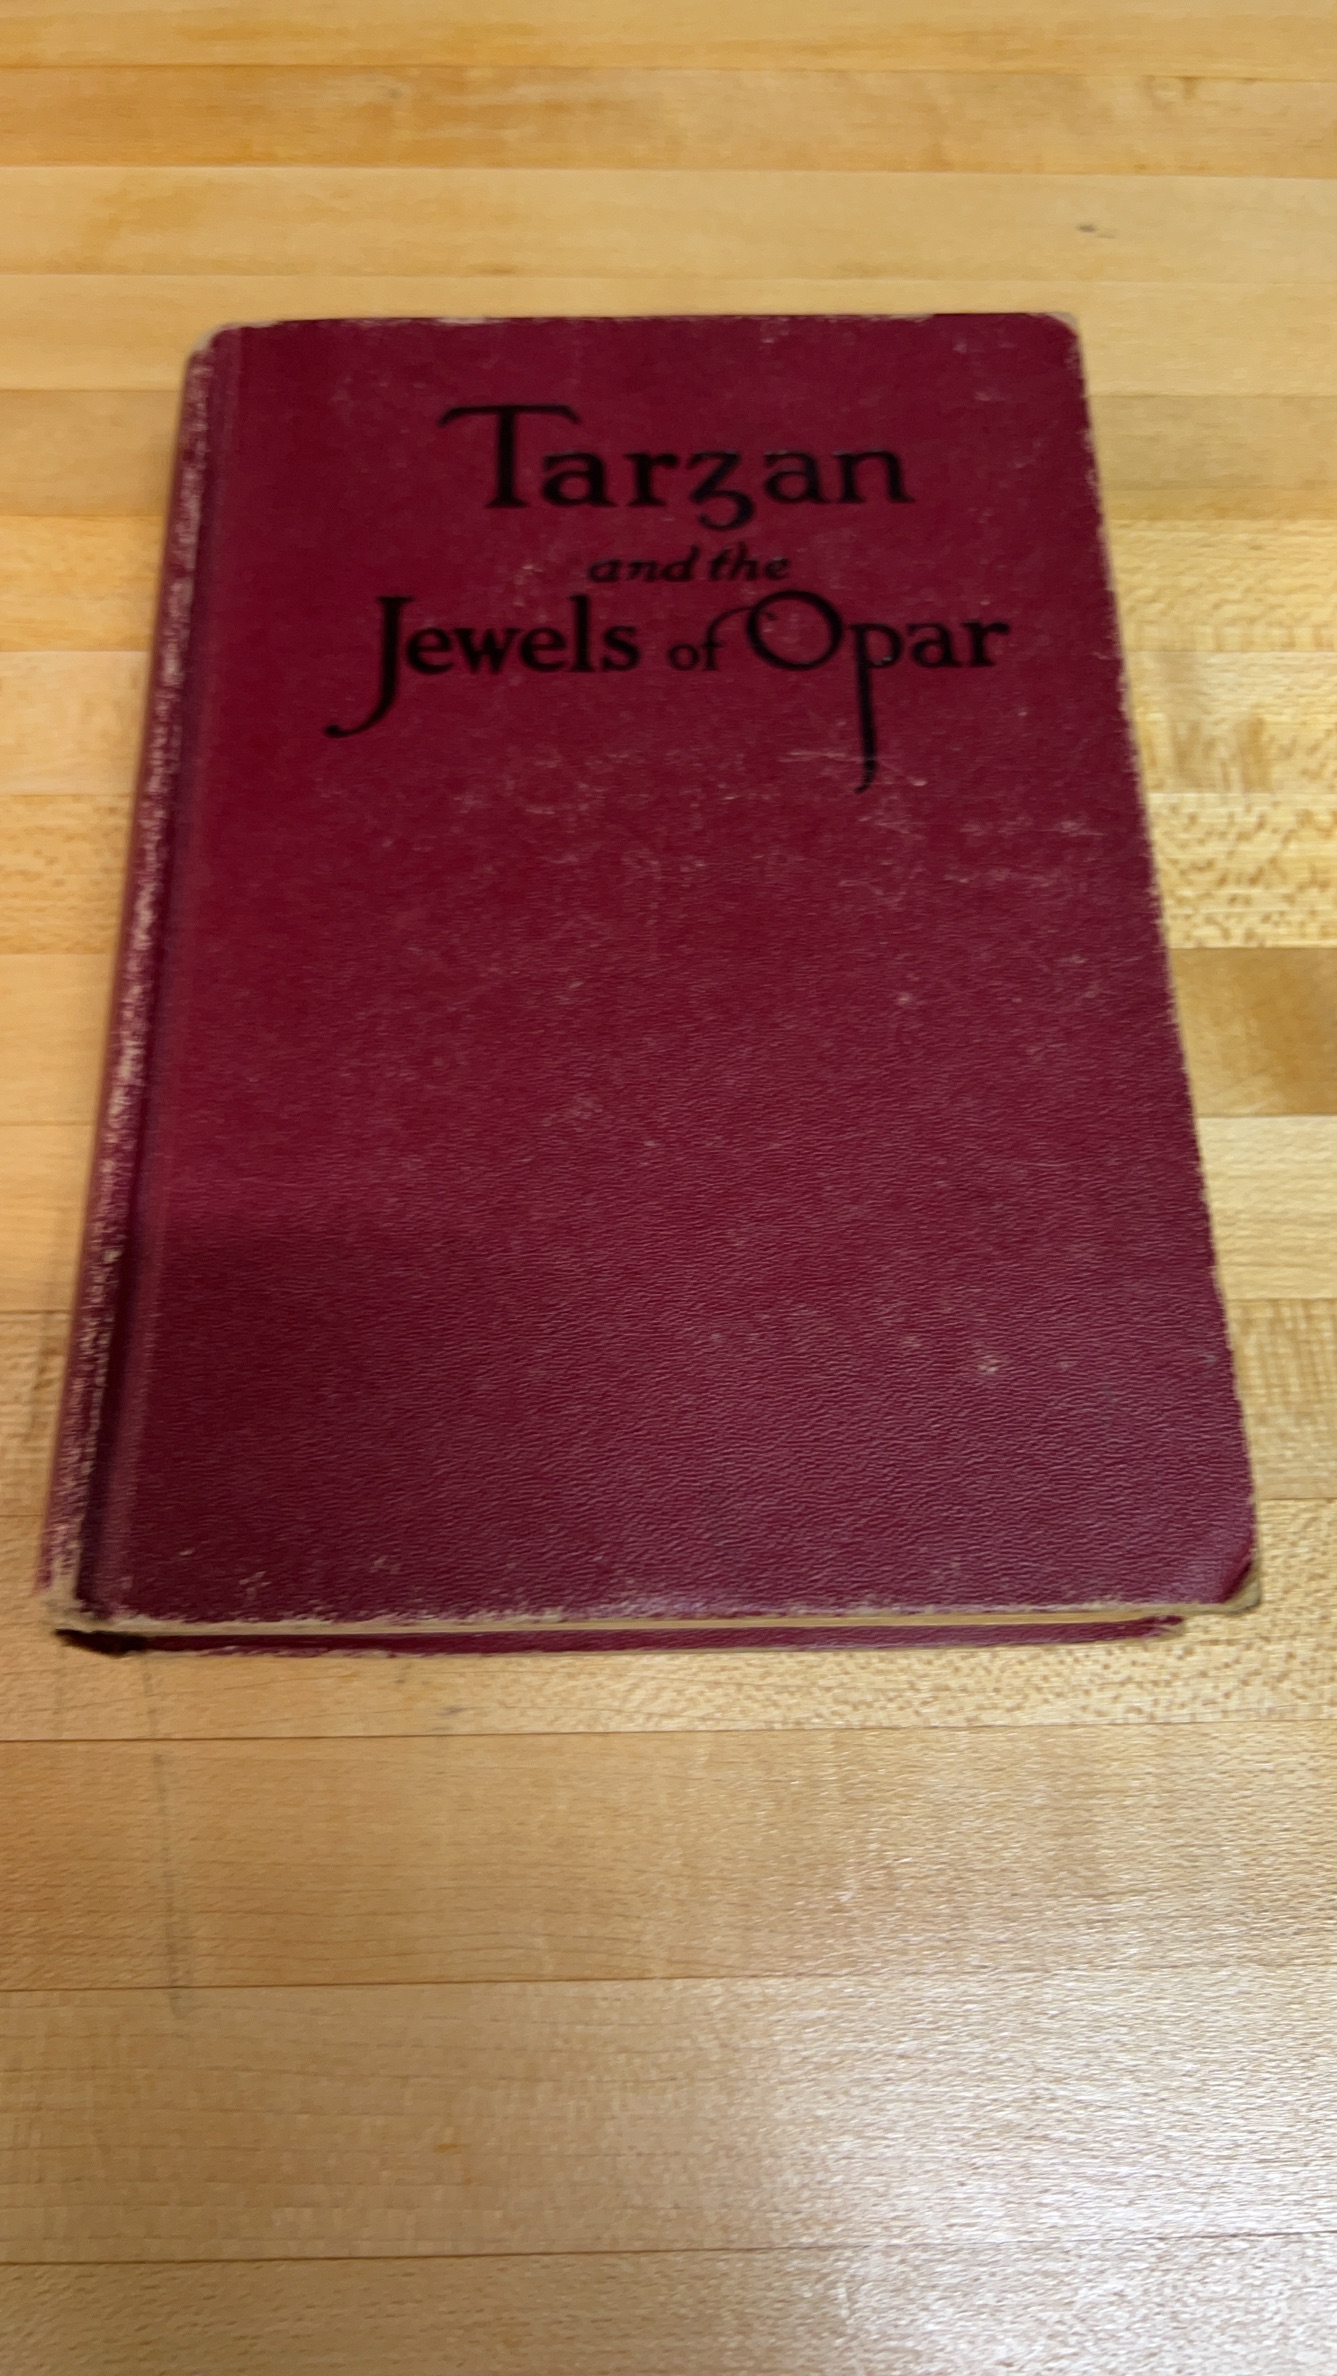 Tarzan
and the
Jewels of Opar